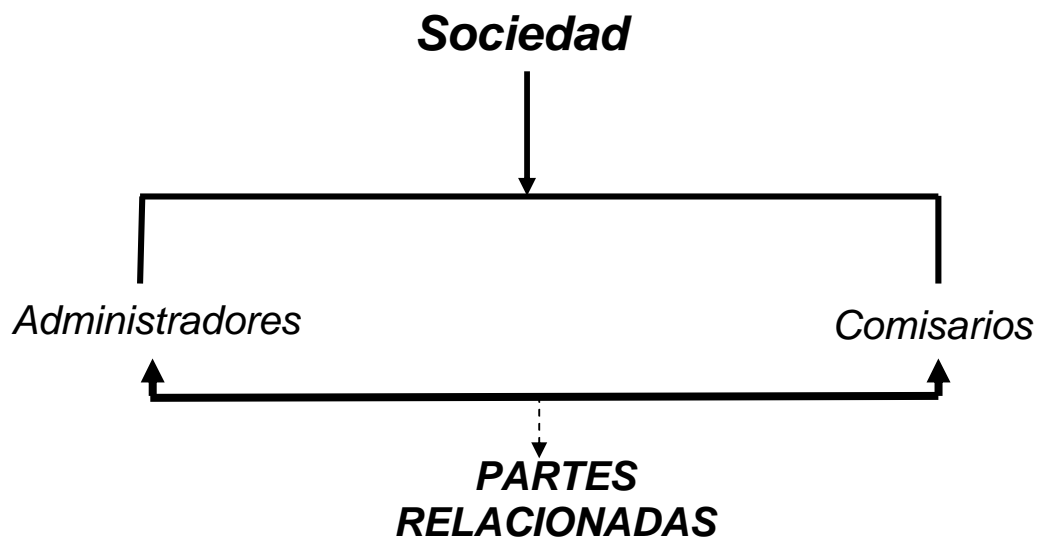 Sociedad
Administradores
Comisarios
PARTES
RELACIONADAS